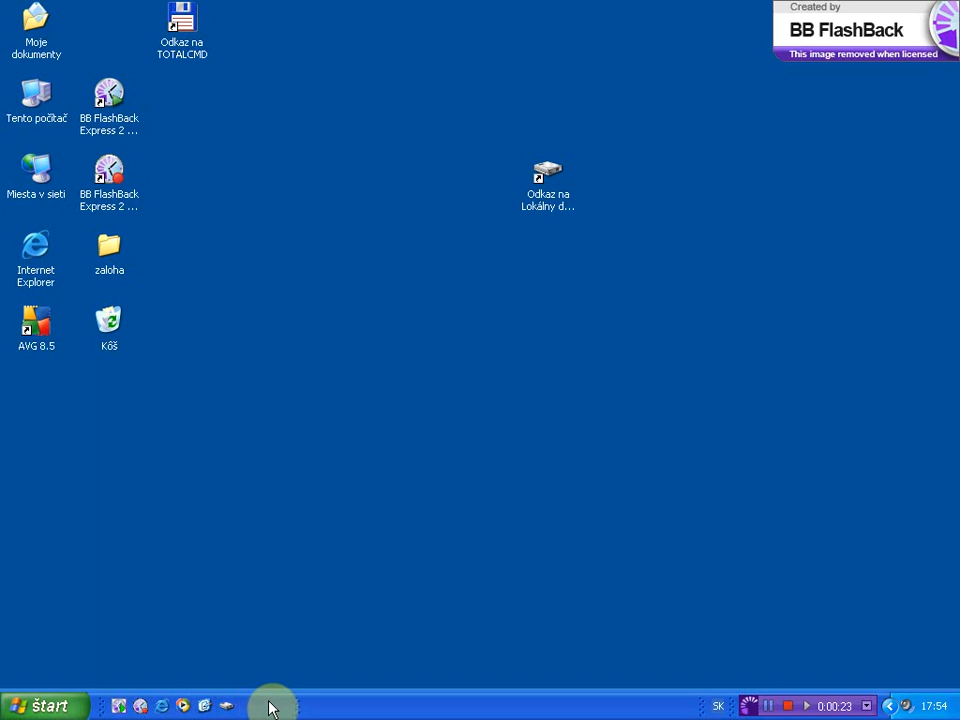 Moje
dokumenty
Odkaz na
TOTALCMD
Created by
BB FlashBack
This image removed when licensed
Tento počítač
BB FlashBack
Express 2 ...
Miesta v sieti
BB FlashBack
Express 2 ...
Odkaz na
Lokálny d...
Internet
Explorer
zaloha
AVG 8.5
Kôš
štart
SK
0:00:23
17:54